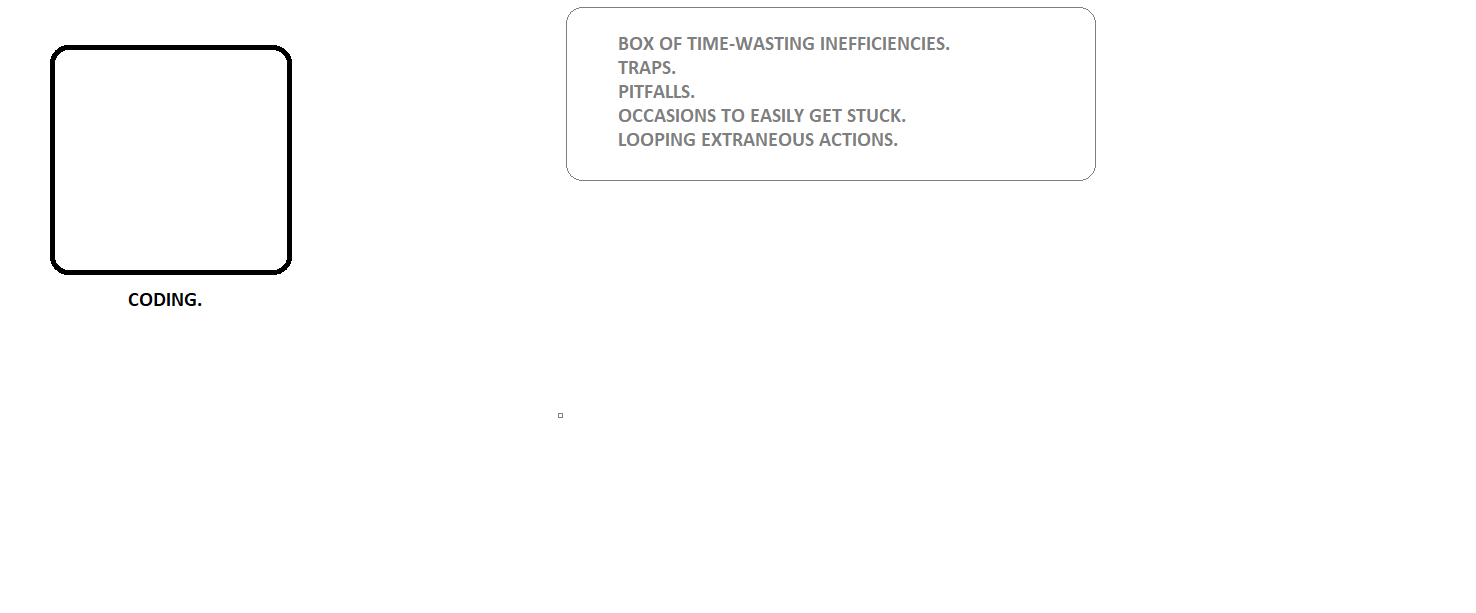 BOX OF TIME-WASTING INEFFICIENCIES.
TRAPS.
PITFALLS.
OCCASIONS TO EASILY GET STUCK.
LOOPING EXTRANEOUS ACTIONS.
CODING.